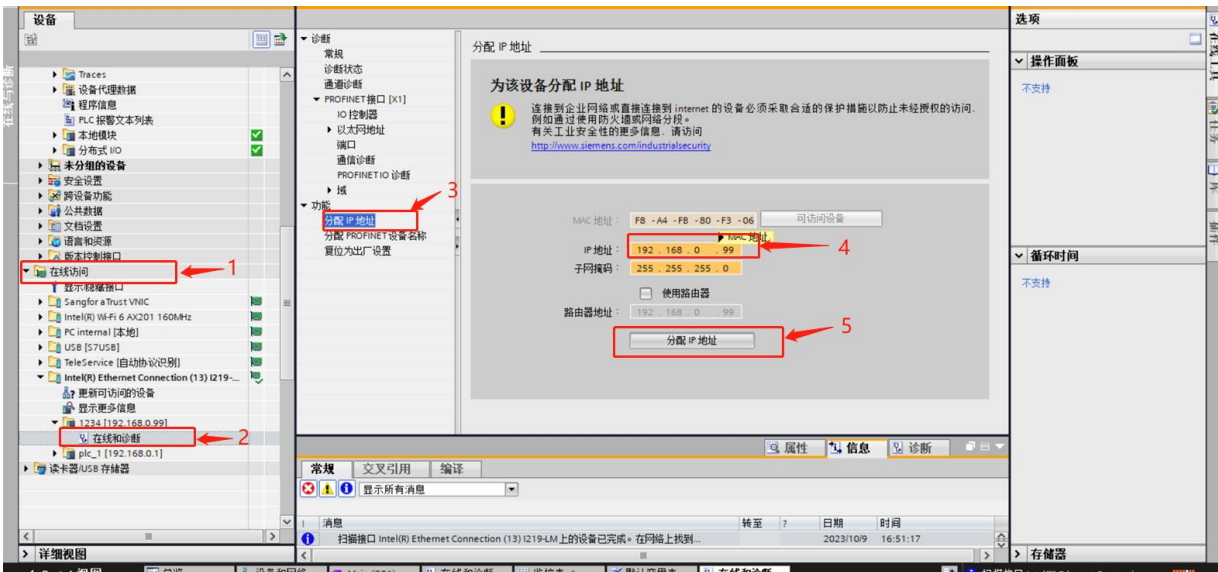 设备
Traces
设备代理数据
程序信息
PLC 报警文本列表
本地模块
分布式 I/O
未分组的设备
安全设置
跨设备功能
公共数据
文档设置
语言和资源
版本控制接口
在线访问
1
显示/隐藏接口
Sangfor aTrust VNIC
Intel(R) Wi-Fi 6 AX201 160MHz
PC internal [本地]
USB [S7USB]
TeleService [自动协议识别]
Intel(R) Ethernet Connection (13) I219-...
更新可访问的设备
显示更多信息
1234 [192.168.0.99]
在线和诊断
2
plc_1 [192.168.0.1]
读卡器/USB 存储器
详细视图
诊断
常规
诊断状态
通道诊断
PROFINET接口 [X1]
IO 控制器
以太网地址
端口
通信诊断
PROFINET IO 诊断
域
3
功能
分配 IP 地址
分配 PROFINET 设备名称
复位为出厂设置
分配 IP 地址
为该设备分配 IP 地址
连接到企业网络或直接连接到 internet 的设备必须采取合适的保护措施以防止未经授权的访问.
例如通过使用防火墙或网络分段。
有关工业安全性的更多信息. 请访问
http://www.siemens.com/industrialsecurity
MAC 地址： F8 -A4 -FB -80 -F3 -06 可访问设备
MAC 地址
IP 地址： 192 . 168 . 0 . 99
4
子网掩码： 255 . 255 . 255 . 0
使用路由器
路由器地址： 192 . 168 . 0 . 99
分配 IP 地址
5
属性 信息 诊断
常规 交叉引用 编译
显示所有消息
! 消息 转至 ? 日期 时间
扫描接口 Intel(R) Ethernet Connection (13) I219-LM 上的设备已完成。在网络上找到... 2023/10/9 16:51:17
选项
操作面板
不支持
循环时间
不支持
存储器
在线工具
任务
库
插件